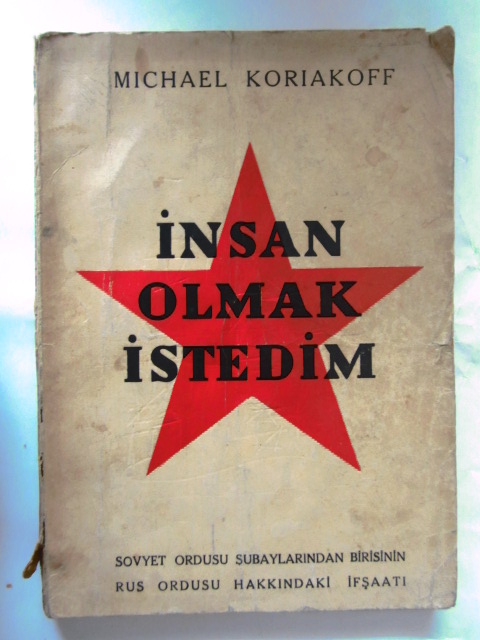 MICHAEL KORIAKOFF
İNSAN
OLMAK
İSTEDİM
SOVYET ORDUSU SUBAYLARINDAN BİRİSİNİN
RUS ORDUSU HAKKINDAKİ İFŞAATI